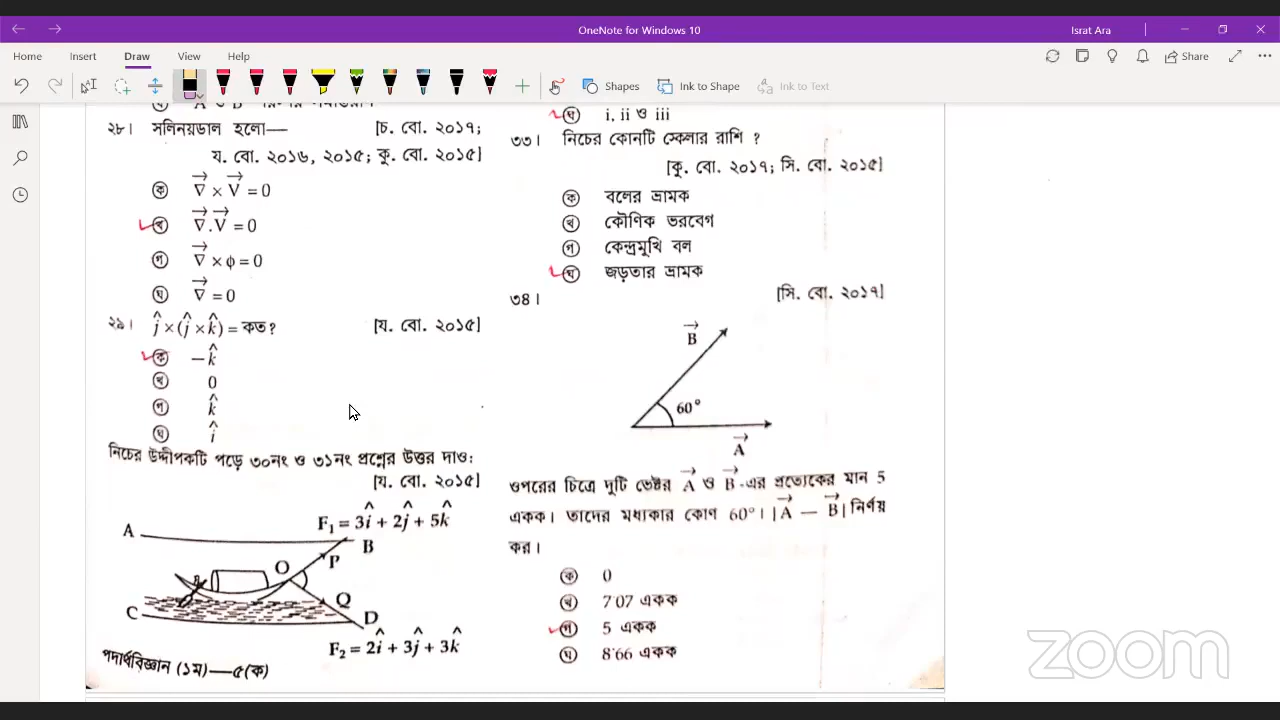 OneNote for Windows 10
Israt Ara
Home Insert Draw View Help
Share
Shapes
Ink to Shape
Ink to Text
২৮। সলিনয়ডাল হলো— [চ. বো. ২০১৭;
য. বো. ২০১৬, ২০১৫; কু. বো. ২০১৫]
ক ∇⃗ × V⃗ = 0
খ ∇⃗.V⃗ = 0
গ ∇⃗ × ϕ = 0
ঘ ∇⃗ = 0
২৯। ĵ × (ĵ × k̂) = কত? [য. বো. ২০১৫]
ক −k̂
খ 0
গ k̂
ঘ î
নিচের উদ্দীপকটি পড়ে ৩০নং ও ৩১নং প্রশ্নের উত্তর দাও:
[য. বো. ২০১৫]
F₁ = 3î + 2ĵ + 5k̂
A
B
P
O
Q
C
D
F₂ = 2î + 3ĵ + 3k̂
পদার্থবিজ্ঞান (১ম)—৫(ক)
ঘ i, ii ও iii
৩৩। নিচের কোনটি স্কেলার রাশি ?
[কু. বো. ২০১৭; সি. বো. ২০১৫]
ক বলের ভ্রামক
খ কৌণিক ভরবেগ
গ কেন্দ্রমুখি বল
ঘ জড়তার ভ্রামক
৩৪। [সি. বো. ২০১৭]
B⃗
60°
A⃗
ওপরের চিত্রে দুটি ভেক্টর A⃗ ও B⃗-এর প্রত্যেকের মান 5
একক। তাদের মধ্যকার কোণ 60°। |A⃗ — B⃗| নির্ণয়
কর।
ক 0
খ 7·07 একক
গ 5 একক
ঘ 8·66 একক
zoom